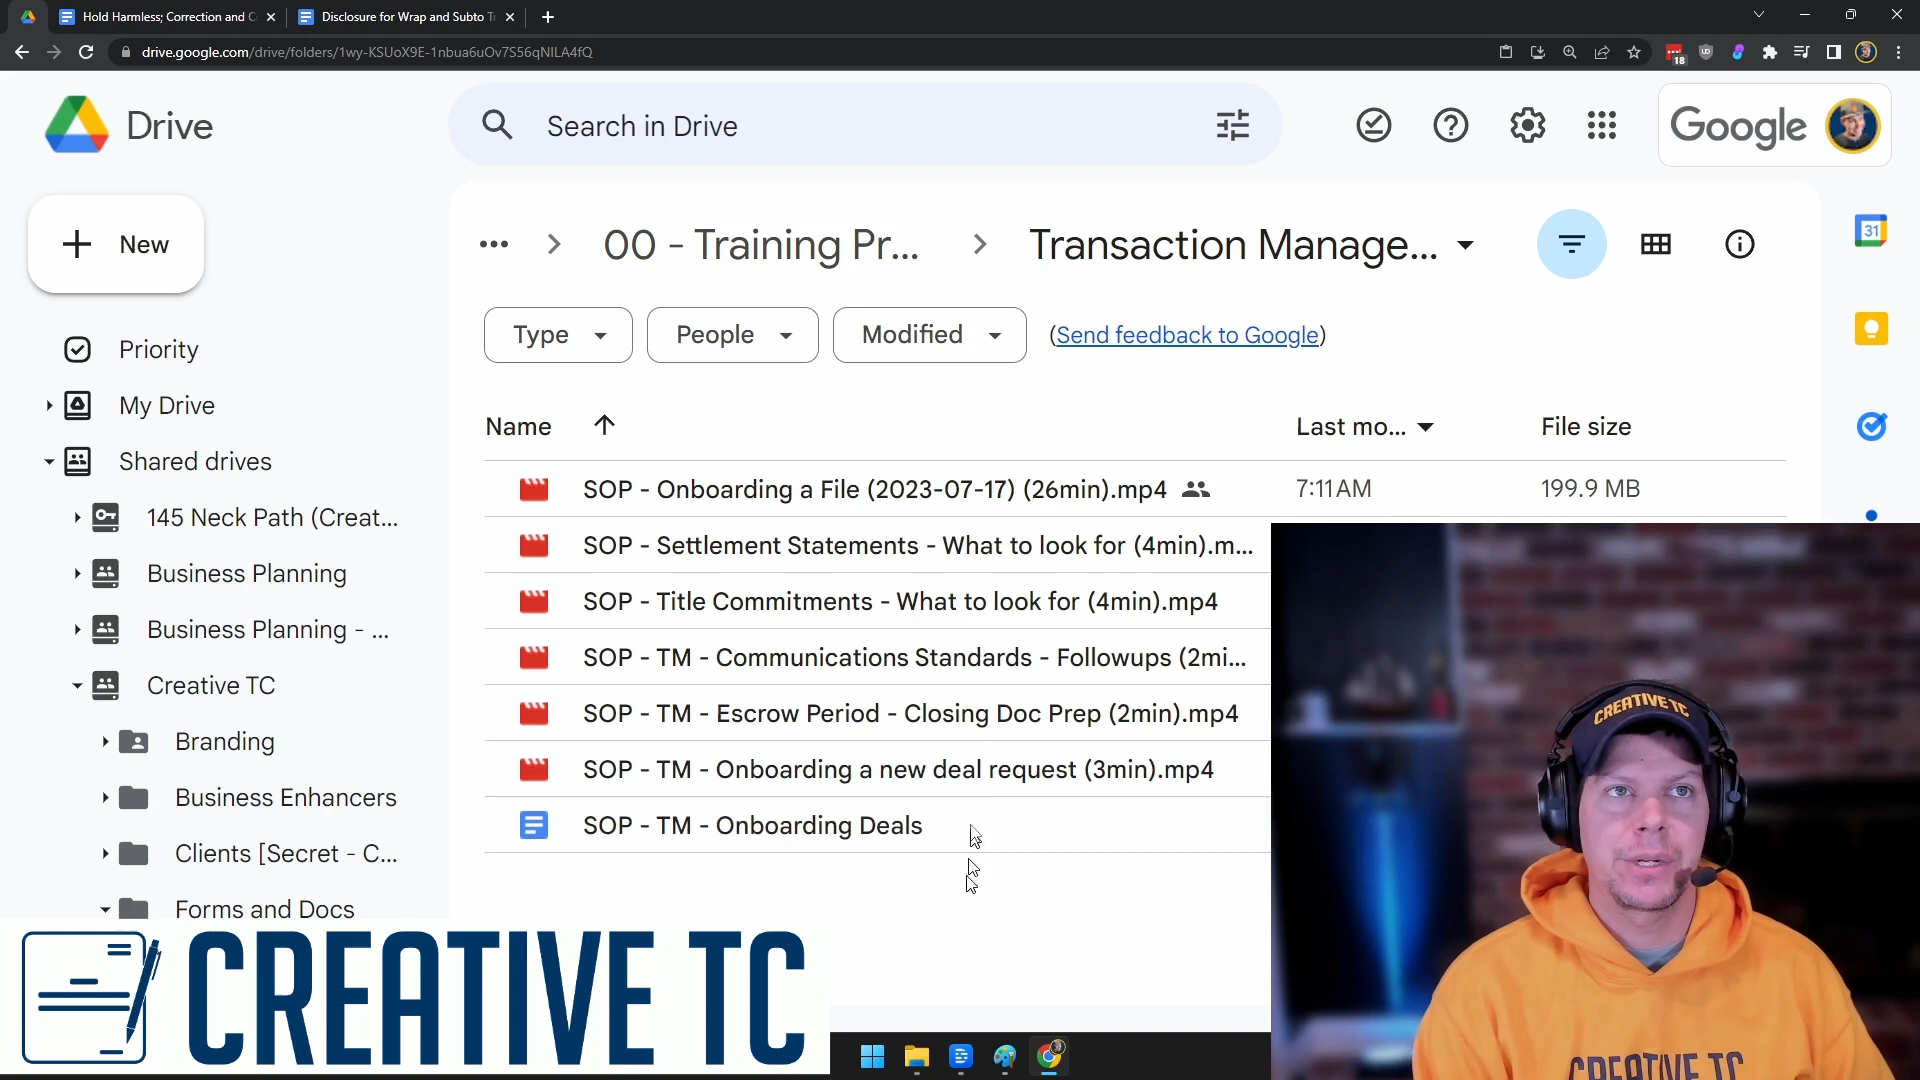 Hold Harmless; Correction and C
Disclosure for Wrap and Subto T
drive.google.com/drive/folders/1wy-KSUoX9E-1nbua6uOv7S56qNILA4fQ
18
Drive
Search in Drive
Google
New
00 - Training Pr...
Transaction Manage...
31
Type
People
Modified
(Send feedback to Google)
Priority
My Drive
Shared drives
145 Neck Path (Creat...
Business Planning
Business Planning - ...
Creative TC
Branding
Business Enhancers
Clients [Secret - C...
Forms and Docs
Name
Last mo...
File size
SOP - Onboarding a File (2023-07-17) (26min).mp4
7:11 AM
199.9 MB
SOP - Settlement Statements - What to look for (4min).m...
SOP - Title Commitments - What to look for (4min).mp4
SOP - TM - Communications Standards - Followups (2mi...
SOP - TM - Escrow Period - Closing Doc Prep (2min).mp4
SOP - TM - Onboarding a new deal request (3min).mp4
SOP - TM - Onboarding Deals
CREATIVE TC
CREATIVE TC
CREATIVE TC